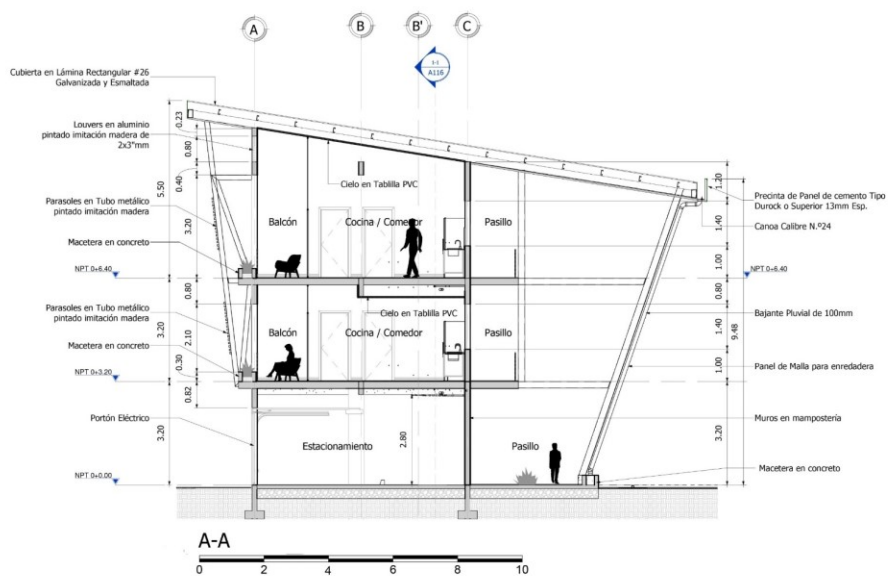 A B B' C
I-I
A116
Cubierta en Lámina Rectangular #26
Galvanizada y Esmaltada
Louvers en aluminio
pintado imitación madera de
2x3"mm
Parasoles en Tubo metálico
pintado imitación madera
Macetera en concreto
NPT 0+6.40
Parasoles en Tubo metálico
pintado imitación madera
Macetera en concreto
NPT 0+3.20
Portón Eléctrico
NPT 0+0.00
5.50
3.20
3.20
0.23
0.80
0.40
3.20
0.80
2.10
0.30
0.82
Cielo en Tablilla PVC
Balcón
Cocina / Comedor
Pasillo
Cielo en Tablilla PVC
Balcón
Cocina / Comedor
Pasillo
Estacionamiento
2.80
Pasillo
1.20
1.40
1.00
0.80
1.40
1.00
3.20
9.48
Precinta de Panel de cemento Tipo
Durock o Superior 13mm Esp.
Canoa Calibre N.º24
NPT 0+6.40
Bajante Pluvial de 100mm
Panel de Malla para enredadera
Muros en mampostería
Macetera en concreto
A-A
0 2 4 6 8 10